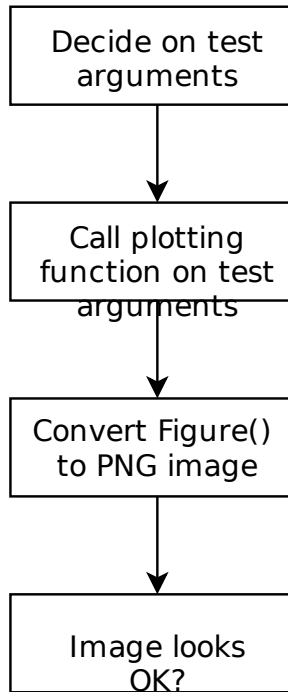 Decide on test
arguments
Call plotting
function on test
arguments
Convert Figure()
to PNG image
Image looks
OK?